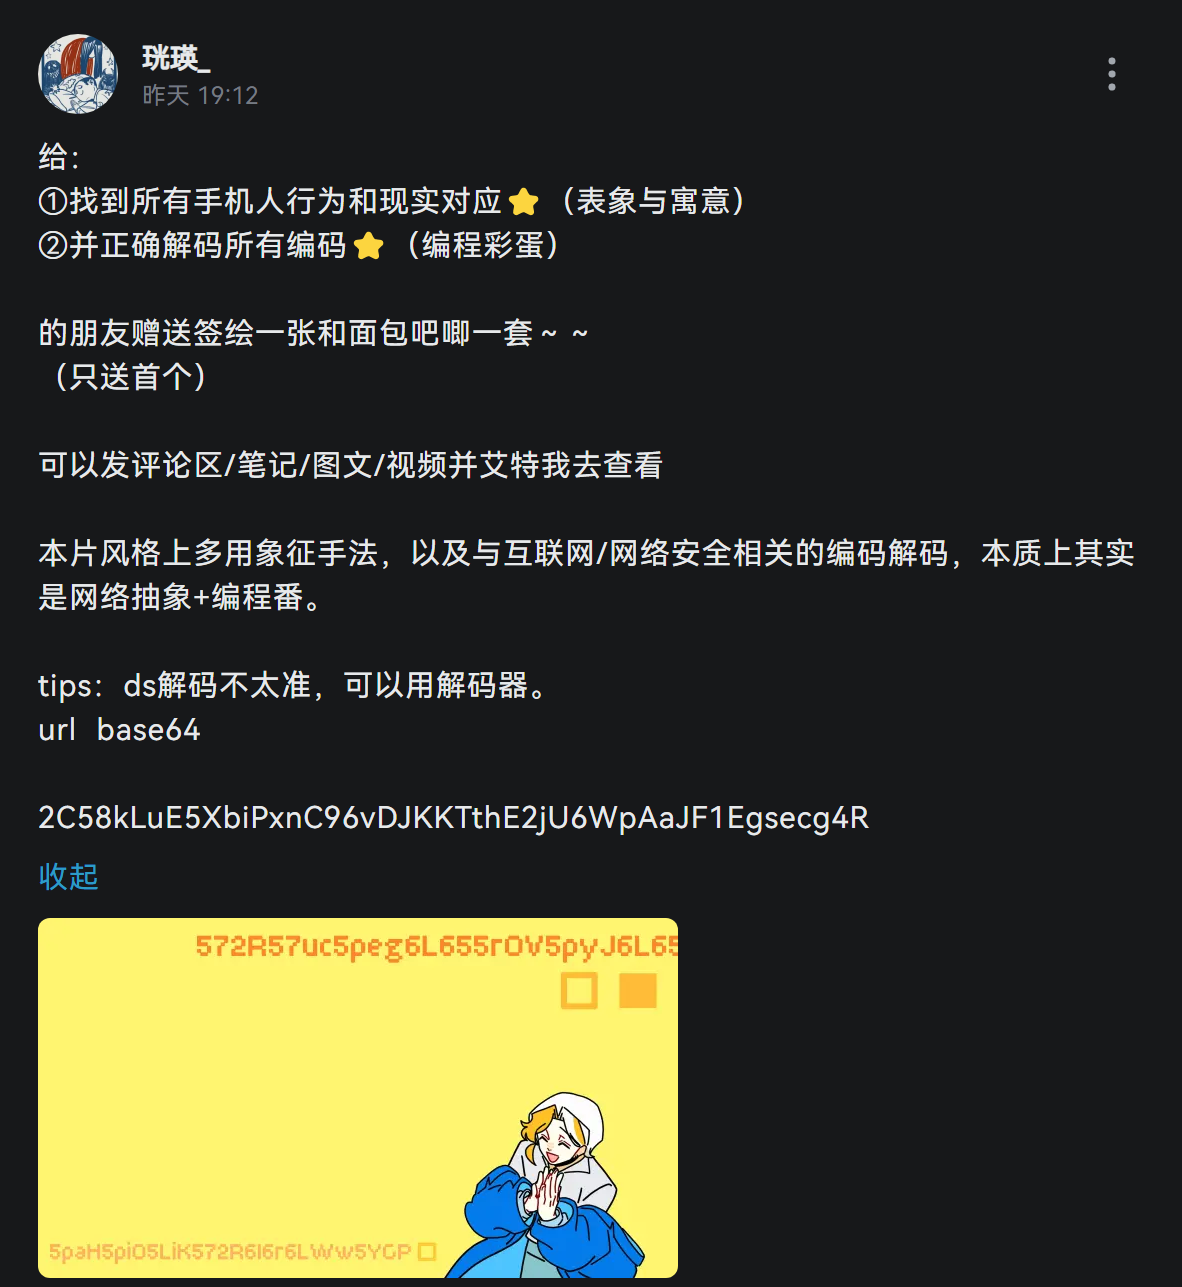 珖瑛_
昨天 19:12
给：
①找到所有手机人行为和现实对应⭐（表象与寓意）
②并正确解码所有编码⭐（编程彩蛋）
的朋友赠送签绘一张和面包吧唧一套~ ~
（只送首个）
可以发评论区/笔记/图文/视频并艾特我去查看
本片风格上多用象征手法，以及与互联网/网络安全相关的编码解码，本质上其实
是网络抽象+编程番。
tips：ds解码不太准，可以用解码器。
url  base64
2C58kLuE5XbiPxnC96vDJKKTthE2jU6WpAaJF1Egsecg4R
收起
572R57uc5peg6L655rOV5pyJ6L65
5paH5piO5LiK572R6I6r6LWw5YGP